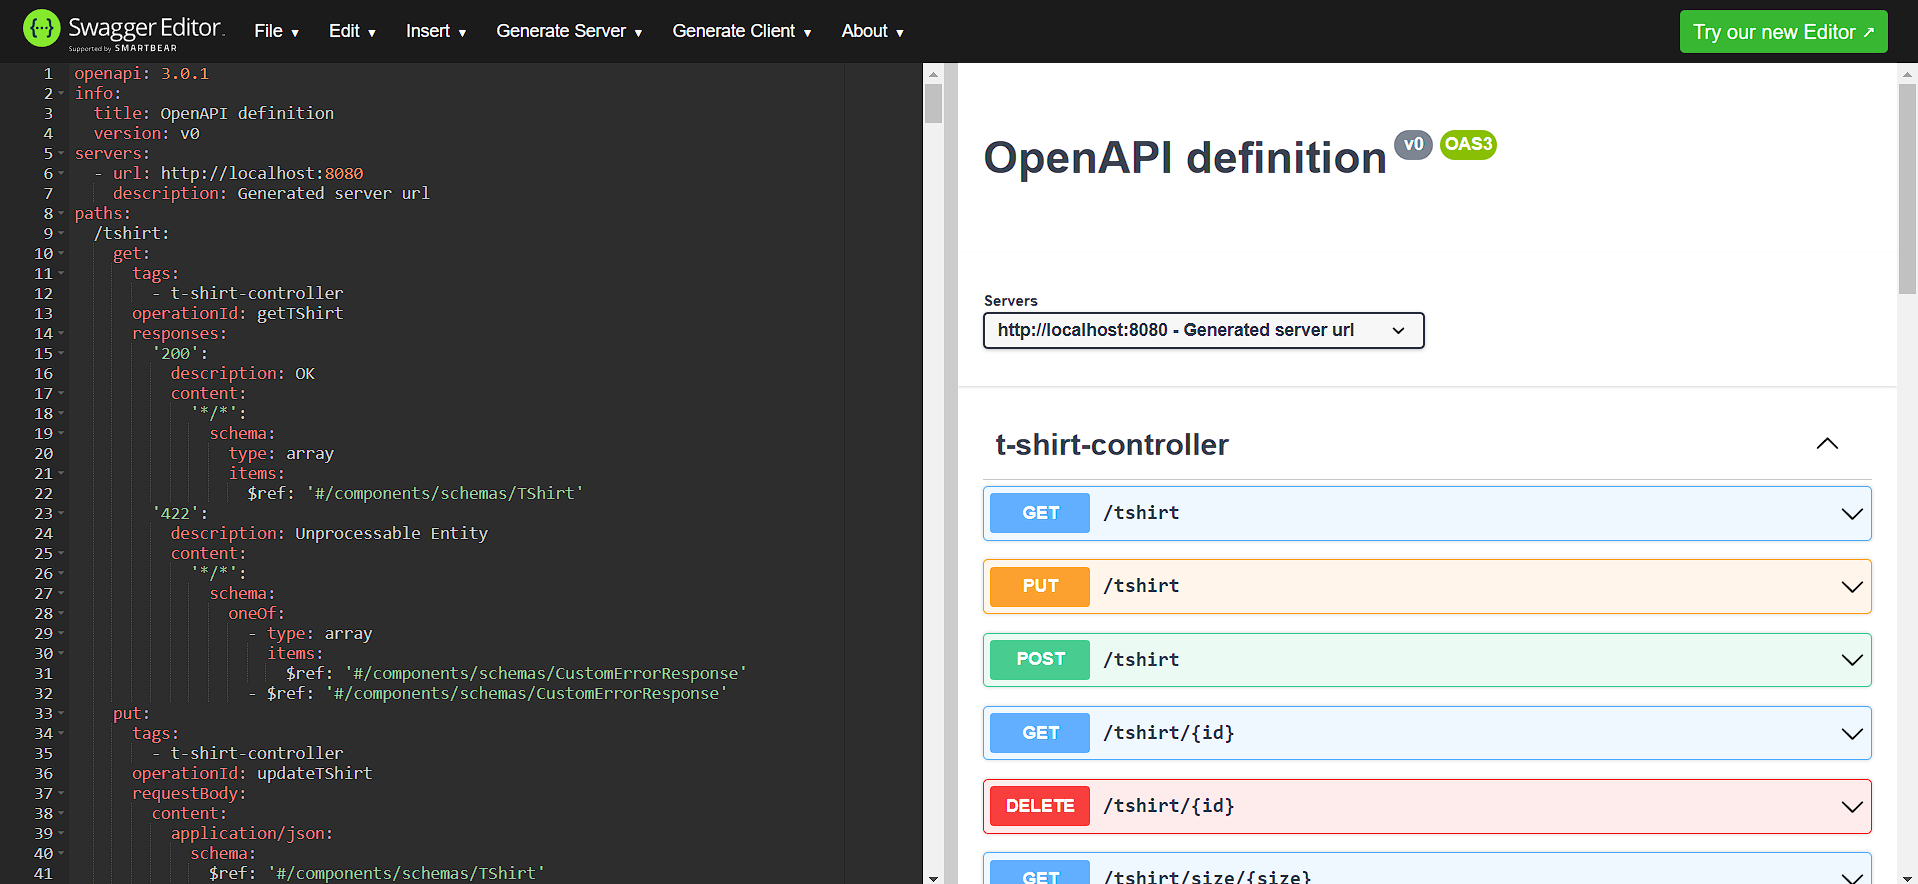 Swagger Editor.
Supported by SMARTBEAR
File ▼ Edit ▼ Insert ▼ Generate Server ▼ Generate Client ▼ About ▼
Try our new Editor ↗
1 openapi: 3.0.1
2 info:
3 title: OpenAPI definition
4 version: v0
5 servers:
6 - url: http://localhost:8080
7 description: Generated server url
8 paths:
9 /tshirt:
10 get:
11 tags:
12 - t-shirt-controller
13 operationId: getTShirt
14 responses:
15 '200':
16 description: OK
17 content:
18 '*/*':
19 schema:
20 type: array
21 items:
22 $ref: '#/components/schemas/TShirt'
23 '422':
24 description: Unprocessable Entity
25 content:
26 '*/*':
27 schema:
28 oneOf:
29 - type: array
30 items:
31 $ref: '#/components/schemas/CustomErrorResponse'
32 - $ref: '#/components/schemas/CustomErrorResponse'
33 put:
34 tags:
35 - t-shirt-controller
36 operationId: updateTShirt
37 requestBody:
38 content:
39 application/json:
40 schema:
41 $ref: '#/components/schemas/TShirt'
OpenAPI definition v0 OAS3
Servers
http://localhost:8080 - Generated server url
t-shirt-controller
GET /tshirt
PUT /tshirt
POST /tshirt
GET /tshirt/{id}
DELETE /tshirt/{id}
GET /tshirt/size/{size}